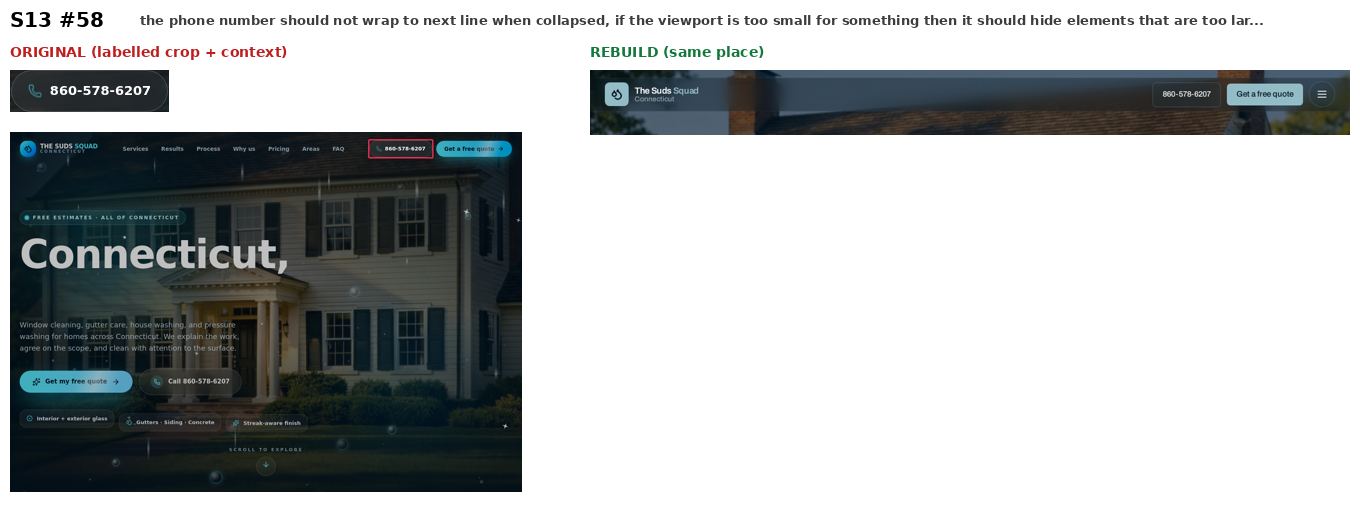 S13 #58
the phone number should not wrap to next line when collapsed, if the viewport is too small for something then it should hide elements that are too lar...
ORIGINAL (labelled crop + context)
REBUILD (same place)
860-578-6207
The Suds Squad
Connecticut
860-578-6207
Get a free quote
THE SUDS SQUAD
CONNECTICUT
Services
Results
Process
Why us
Pricing
Areas
FAQ
860-578-6207
Get a free quote
FREE ESTIMATES · ALL OF CONNECTICUT
Connecticut,
Window cleaning, gutter care, house washing, and pressure
washing for homes across Connecticut. We explain the work,
agree on the scope, and clean with attention to the surface.
Get my free quote
Call 860-578-6207
Interior + exterior glass
Gutters · Siding · Concrete
Streak-aware finish
SCROLL TO EXPLORE